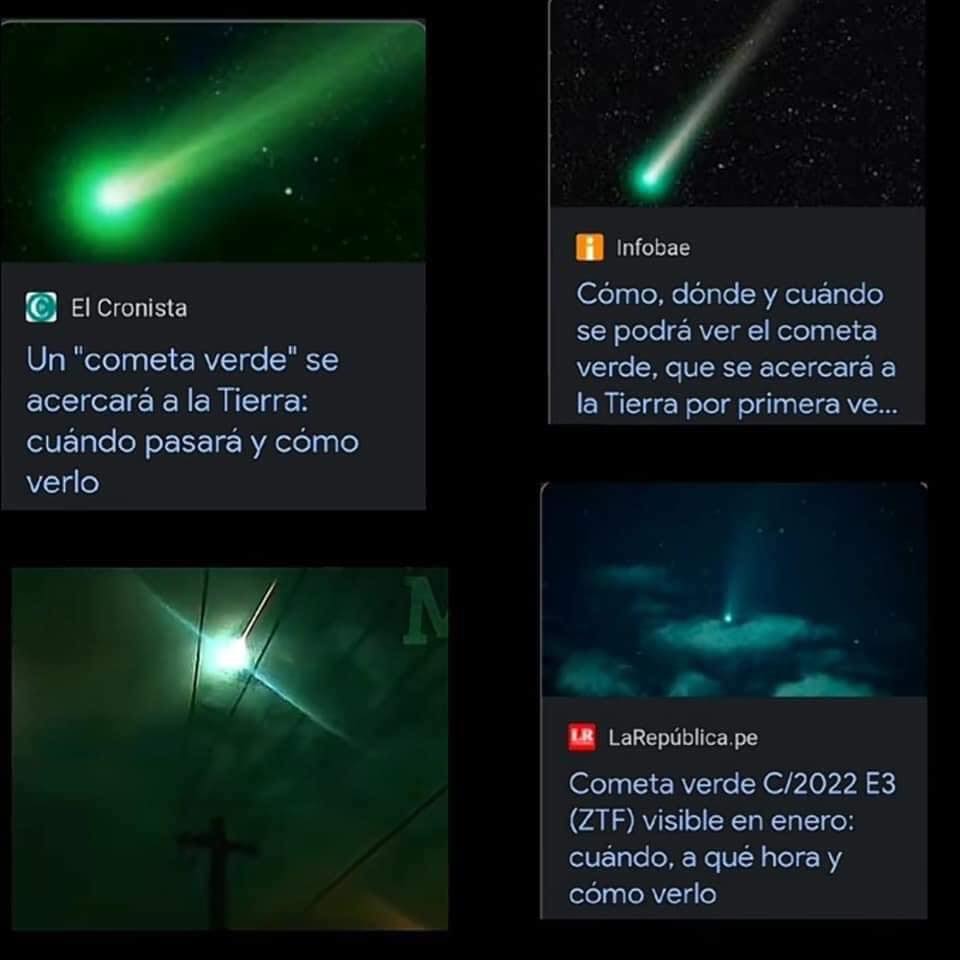 El Cronista
Un "cometa verde" se
acercará a la Tierra:
cuándo pasará y cómo
verlo
Infobae
Cómo, dónde y cuándo
se podrá ver el cometa
verde, que se acercará a
la Tierra por primera ve...
M
LR
LaRepública.pe
Cometa verde C/2022 E3
(ZTF) visible en enero:
cuándo, a qué hora y
cómo verlo